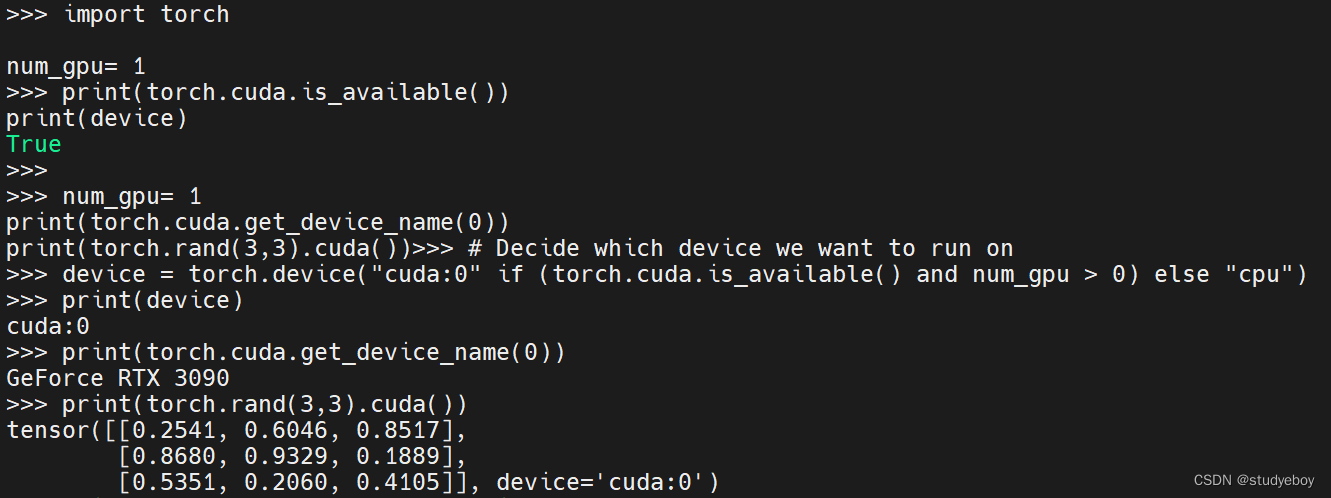 >>> import torch
num_gpu= 1
>>> print(torch.cuda.is_available())
print(device)
True
>>>
>>> num_gpu= 1
print(torch.cuda.get_device_name(0))
print(torch.rand(3,3).cuda())>>> # Decide which device we want to run on
>>> device = torch.device("cuda:0" if (torch.cuda.is_available() and num_gpu > 0) else "cpu")
>>> print(device)
cuda:0
>>> print(torch.cuda.get_device_name(0))
GeForce RTX 3090
>>> print(torch.rand(3,3).cuda())
tensor([[0.2541, 0.6046, 0.8517],
        [0.8680, 0.9329, 0.1889],
        [0.5351, 0.2060, 0.4105]], device='cuda:0')
CSDN @studyeboy